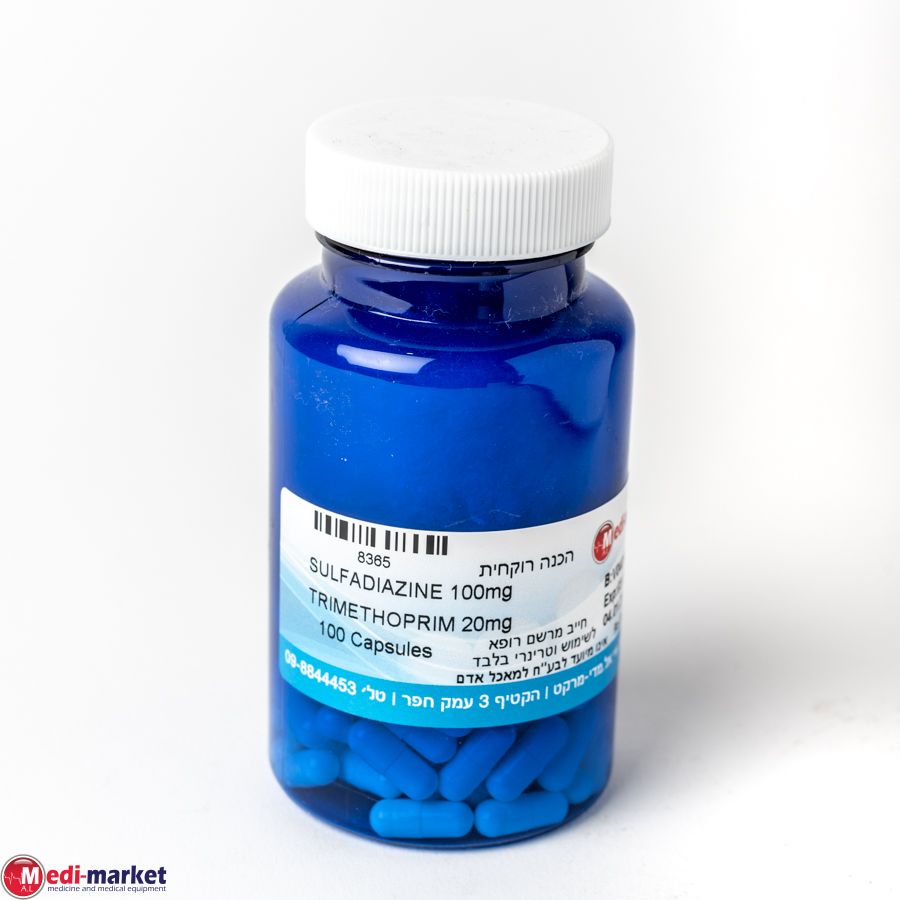 8365
הכנה רוקחית
SULFADIAZINE 100mg
TRIMETHOPRIM 20mg
100 Capsules
חייב מרשם רופא
לשימוש וטרינרי בלבד
אינו מיועד לבע"ח למאכל אדם
מדי-מרקט | הקטיף 3 עמק חפר | טל׳ 09-8844453
Medi-market
A.L
medicine and medical equipment